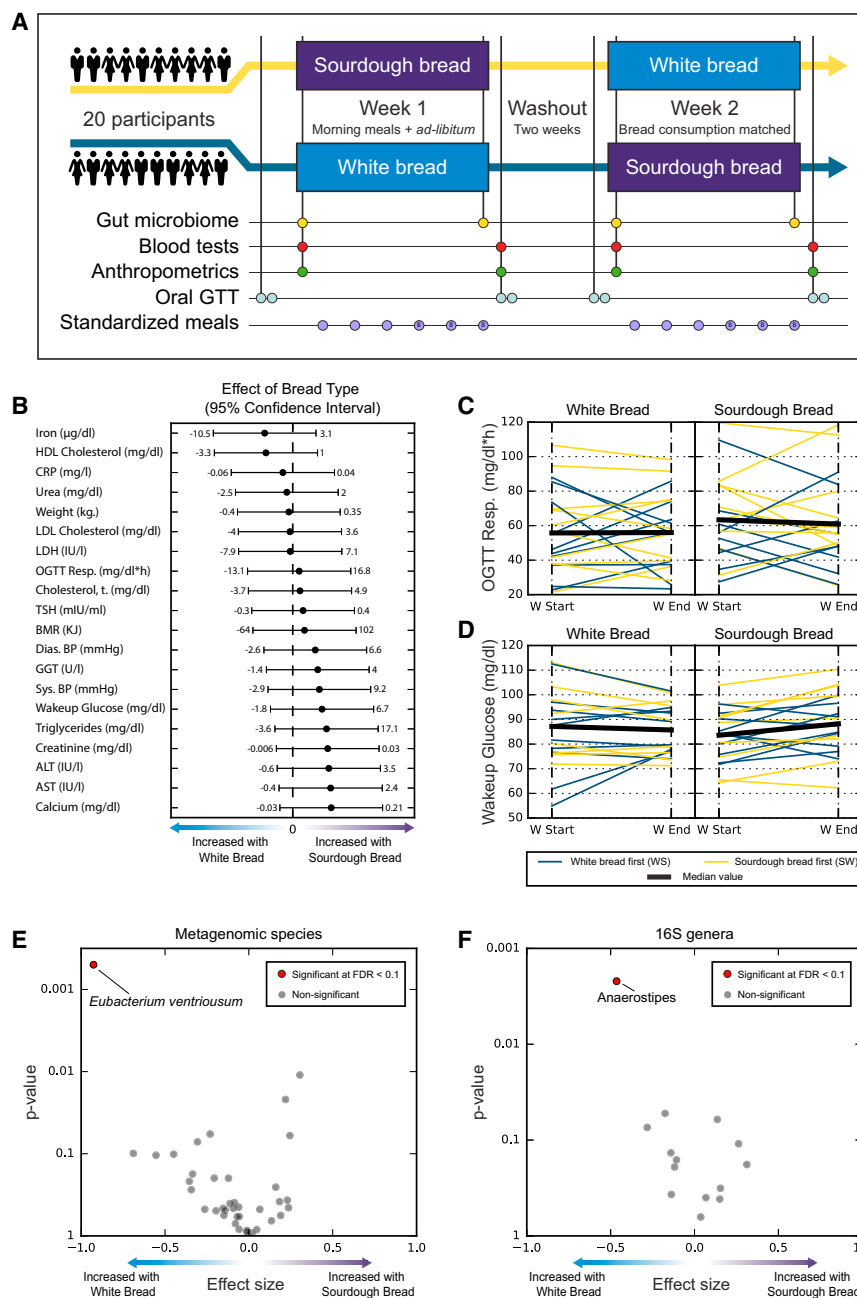 A
Sourdough bread
White bread
20 participants
Week 1
Washout
Week 2
Morning meals + ad-libitum
Two weeks
Bread consumption matched
White bread
Sourdough bread
Gut microbiome
Blood tests
Anthropometrics
Oral GTT
Standardized meals
B B B B B B
B
Effect of Bread Type
(95% Confidence Interval)
Iron (µg/dl) -10.5 3.1
HDL Cholesterol (mg/dl) -3.3 1
CRP (mg/l) -0.06 0.04
Urea (mg/dl) -2.5 2
Weight (kg.) -0.4 0.35
LDL Cholesterol (mg/dl) -4 3.6
LDH (IU/l) -7.9 7.1
OGTT Resp. (mg/dl*h) -13.1 16.8
Cholesterol, t. (mg/dl) -3.7 4.9
TSH (mIU/ml) -0.3 0.4
BMR (KJ) -64 102
Dias. BP (mmHg) -2.6 6.6
GGT (U/l) -1.4 4
Sys. BP (mmHg) -2.9 9.2
Wakeup Glucose (mg/dl) -1.8 6.7
Triglycerides (mg/dl) -3.6 17.1
Creatinine (mg/dl) -0.006 0.03
ALT (IU/l) -0.6 3.5
AST (IU/l) -0.4 2.4
Calcium (mg/dl) -0.03 0.21
0
Increased with
White Bread
Increased with
Sourdough Bread
C
White Bread
Sourdough Bread
OGTT Resp. (mg/dl*h)
120
100
80
60
40
20
W Start W End W Start W End
D
White Bread
Sourdough Bread
Wakeup Glucose (mg/dl)
120
110
100
90
80
70
60
50
W Start W End W Start W End
White bread first (WS)
Sourdough bread first (SW)
Median value
E
Metagenomic species
Significant at FDR < 0.1
Non-significant
Eubacterium ventriousum
p-value
0.001
0.01
0.1
1
−1.0 −0.5 0.0 0.5 1.0
Increased with
White Bread
Effect size
Increased with
Sourdough Bread
F
16S genera
Significant at FDR < 0.1
Non-significant
Anaerostipes
p-value
0.001
0.01
0.1
1
−1.0 −0.5 0.0 0.5 1.0
Increased with
White Bread
Effect size
Increased with
Sourdough Bread